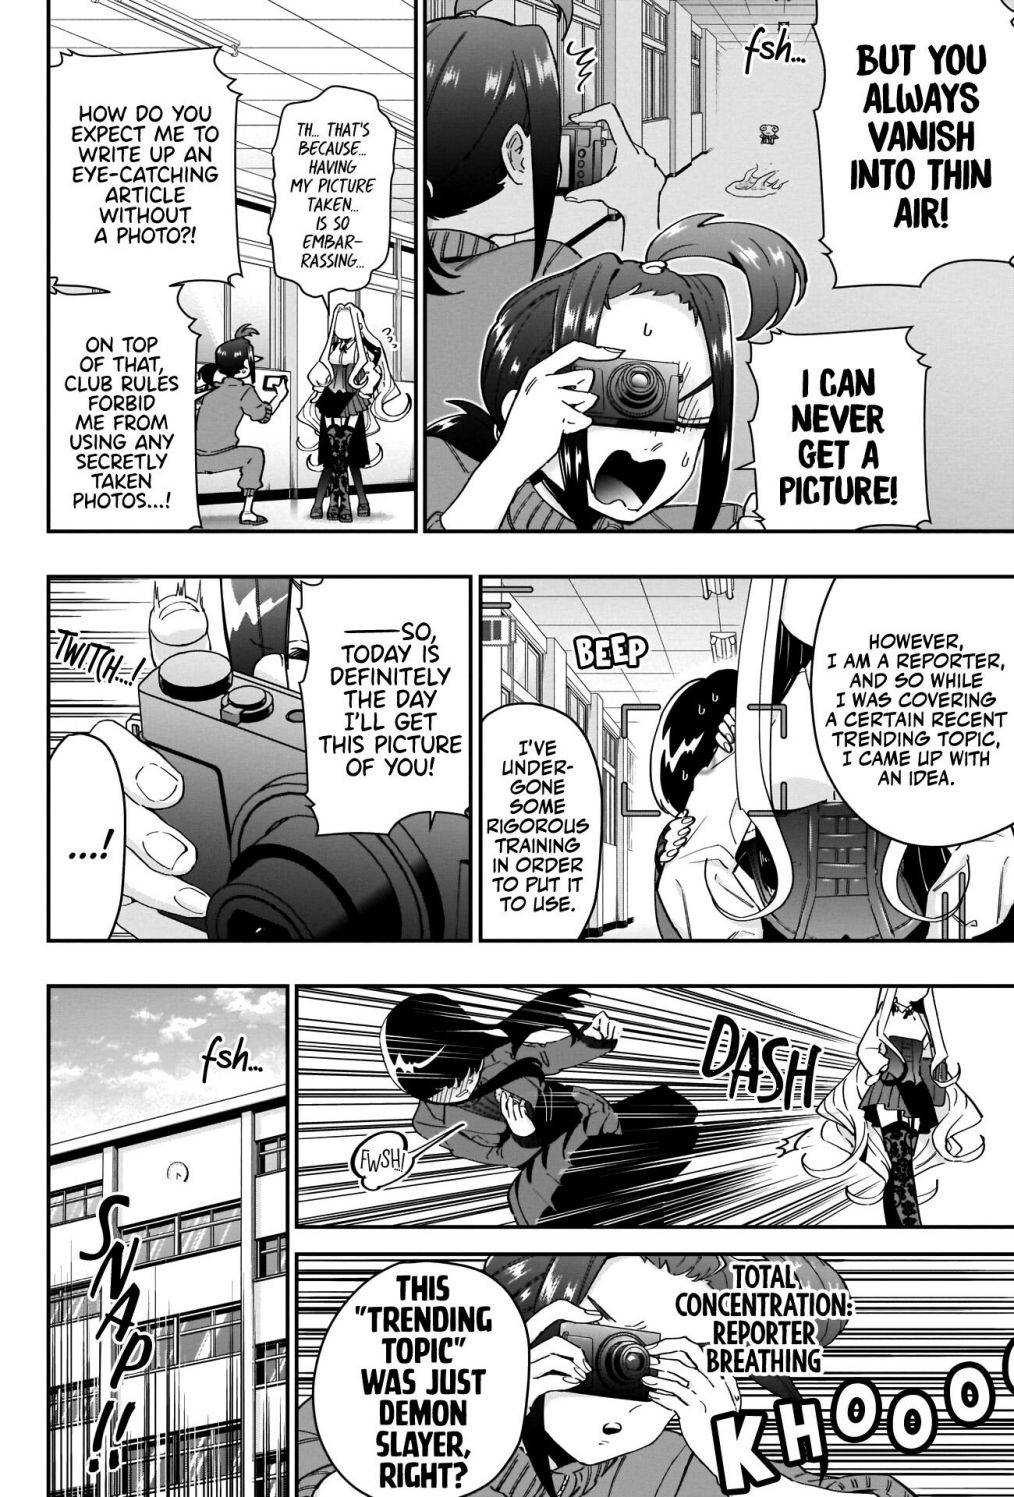 BUT YOU
ALWAYS
VANISH
INTO THIN
AIR!
fsh...
I CAN
NEVER
GET A
PICTURE!
TH... THAT'S
BECAUSE...
HAVING
MY PICTURE
TAKEN...
IS SO
EMBAR-
RASSING...
HOW DO YOU
EXPECT ME TO
WRITE UP AN
EYE-CATCHING
ARTICLE
WITHOUT
A PHOTO?!
ON TOP
OF THAT,
CLUB RULES
FORBID
ME FROM
USING ANY
SECRETLY
TAKEN
PHOTOS...!
HOWEVER,
I AM A REPORTER,
AND SO WHILE
I WAS COVERING
A CERTAIN RECENT
TRENDING TOPIC,
I CAME UP WITH
AN IDEA.
BEEP
I'VE
UNDER-
GONE
SOME
RIGOROUS
TRAINING
IN ORDER
TO PUT IT
TO USE.
—SO,
TODAY IS
DEFINITELY
THE DAY
I'LL GET
THIS PICTURE
OF YOU!
TWITCH...!
...!
DASH
FWSH...!
TOTAL
CONCENTRATION:
REPORTER
BREATHING
KHOOOO
THIS
"TRENDING
TOPIC"
WAS JUST
DEMON
SLAYER,
RIGHT?
fsh...
SNAP!!